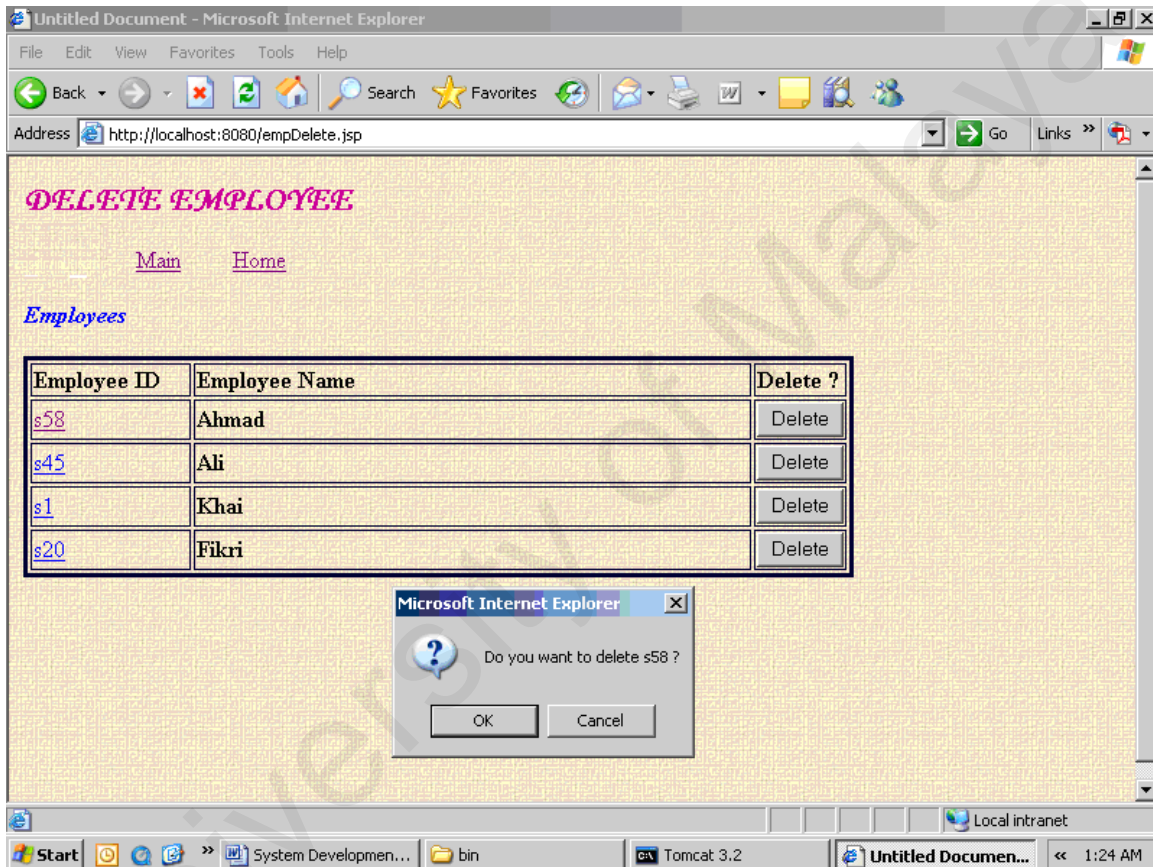 Untitled Document - Microsoft Internet Explorer
File Edit View Favorites Tools Help
Back Search Favorites
Address http://localhost:8080/empDelete.jsp Go Links »
DELETE EMPLOYEE
Main Home
Employees
Employee ID Employee Name Delete ?
s58 Ahmad Delete
s45 Ali Delete
s1 Khai Delete
s20 Fikri Delete
Microsoft Internet Explorer
Do you want to delete s58 ?
OK Cancel
Local intranet
Start » System Developmen... bin Tomcat 3.2 Untitled Documen... « 1:24 AM
versity of Malaya